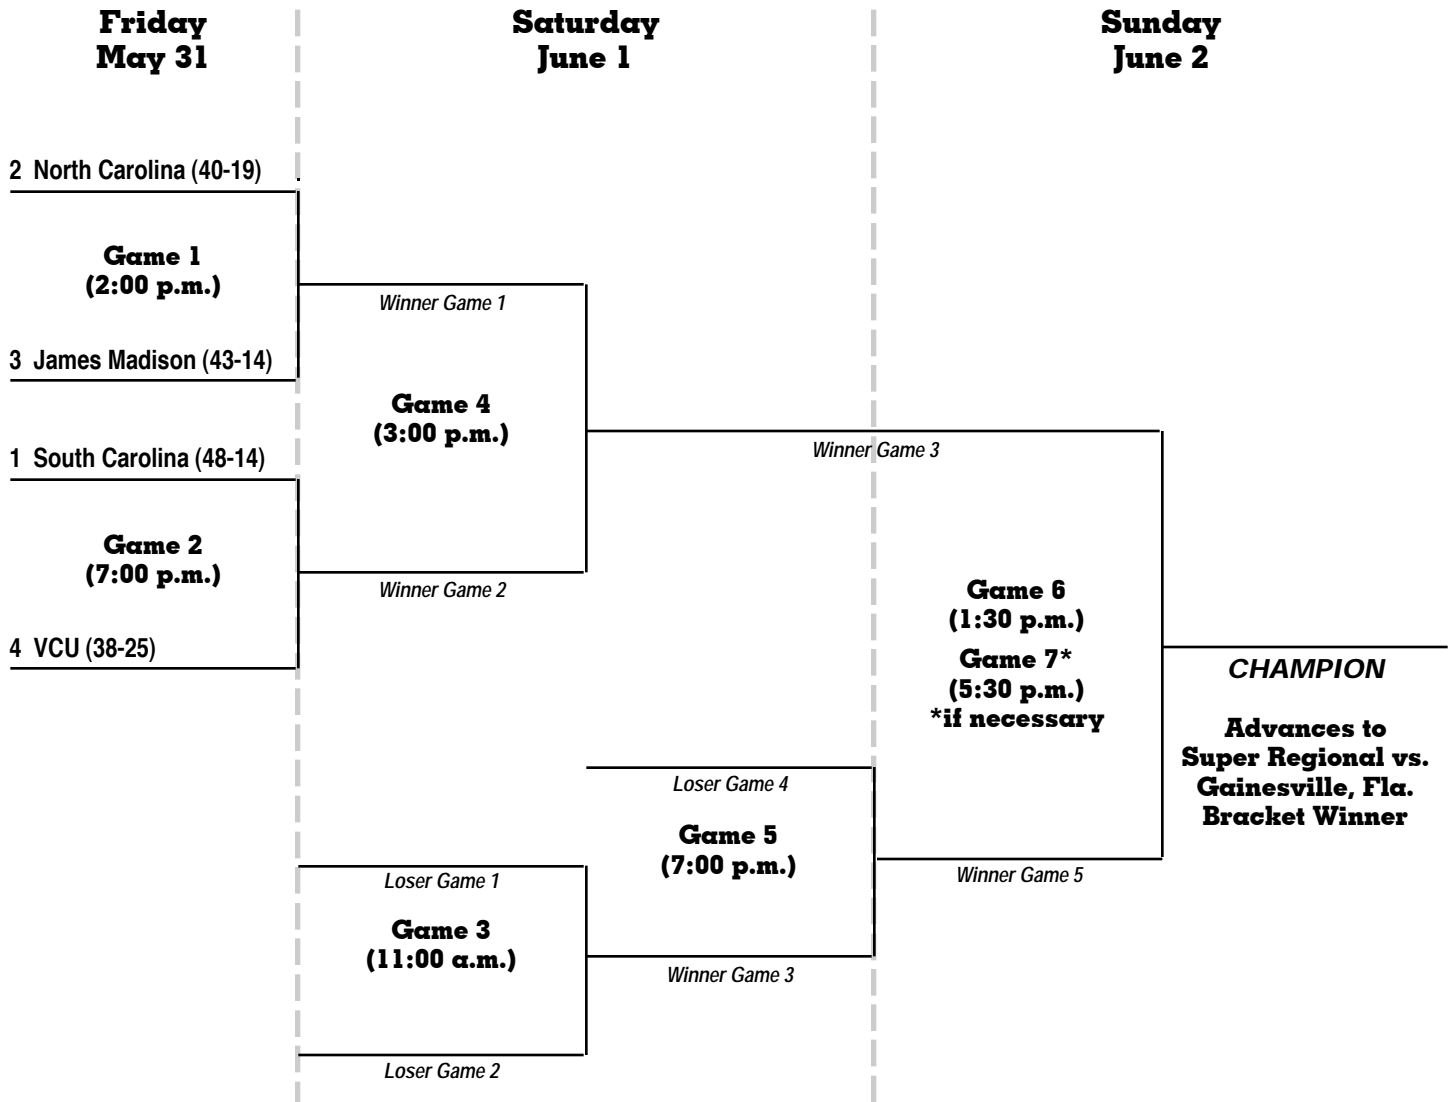 Friday
May 31
Saturday
June 1
Sunday
June 2
2 North Carolina (40-19)
Game 1
(2:00 p.m.)
3 James Madison (43-14)
1 South Carolina (48-14)
Game 2
(7:00 p.m.)
4 VCU (38-25)
Winner Game 1
Game 4
(3:00 p.m.)
Winner Game 2
Winner Game 3
Loser Game 1
Game 3
(11:00 a.m.)
Loser Game 2
Loser Game 4
Game 5
(7:00 p.m.)
Winner Game 3
Game 6
(1:30 p.m.)
Game 7*
(5:30 p.m.)
*if necessary
Winner Game 5
CHAMPION
Advances to
Super Regional vs.
Gainesville, Fla.
Bracket Winner